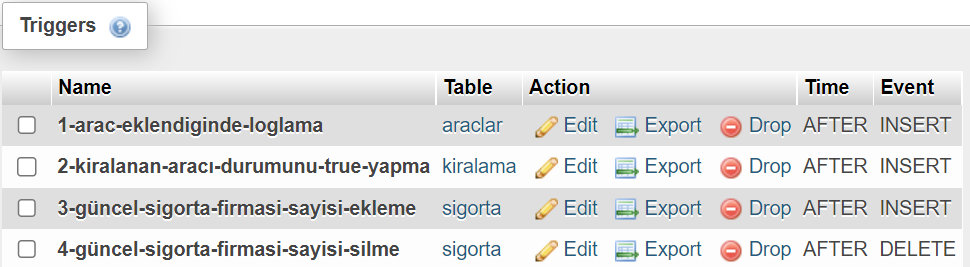 Triggers
Name Table Action Time Event
1-arac-eklendiginde-loglama araclar Edit Export Drop AFTER INSERT
2-kiralanan-aracı-durumunu-true-yapma kiralama Edit Export Drop AFTER INSERT
3-güncel-sigorta-firmasi-sayisi-ekleme sigorta Edit Export Drop AFTER INSERT
4-güncel-sigorta-firmasi-sayisi-silme sigorta Edit Export Drop AFTER DELETE